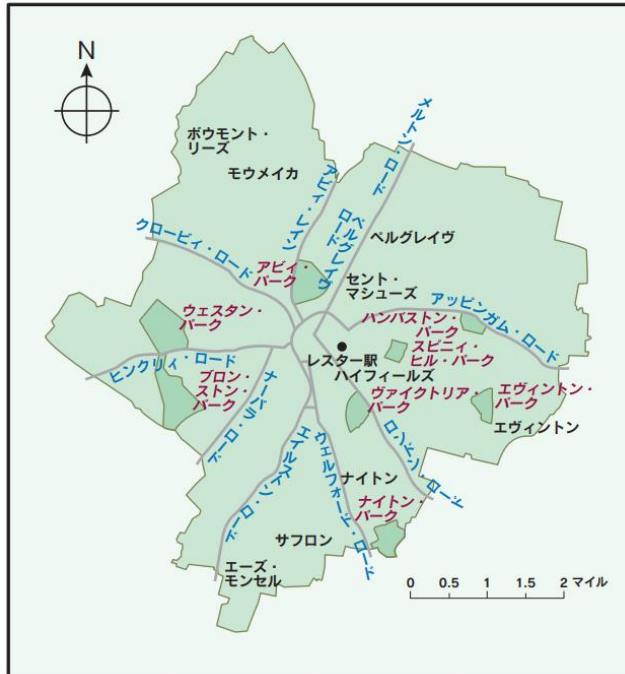 N
ボウモント・
リーズ
モウメイカ
メルトン・ロード
アビィ・レイン
ベルグレイヴ
ロード
クロービィ・ロード
ベルグレイヴ
アビィ・
パーク
セント・
マシューズ
アッピンガム・ロード
ウェスタン・
パーク
ハンバストン・
パーク
スピニィ・
ヒル・パーク
レスター駅
ハイフィールズ
ヒンクリィ・ロード
ブロン・
ストン・
パーク
ヴァイクトリア・
パーク
エヴィントン・
パーク
エヴィントン
ナーバラ・ロード
エイルストン・ロード
ウェルフォード・ロード
ロンドン・ロード
ナイトン
ナイトン・
パーク
サフロン
エーズ・
モンセル
0 0.5 1 2 マイル